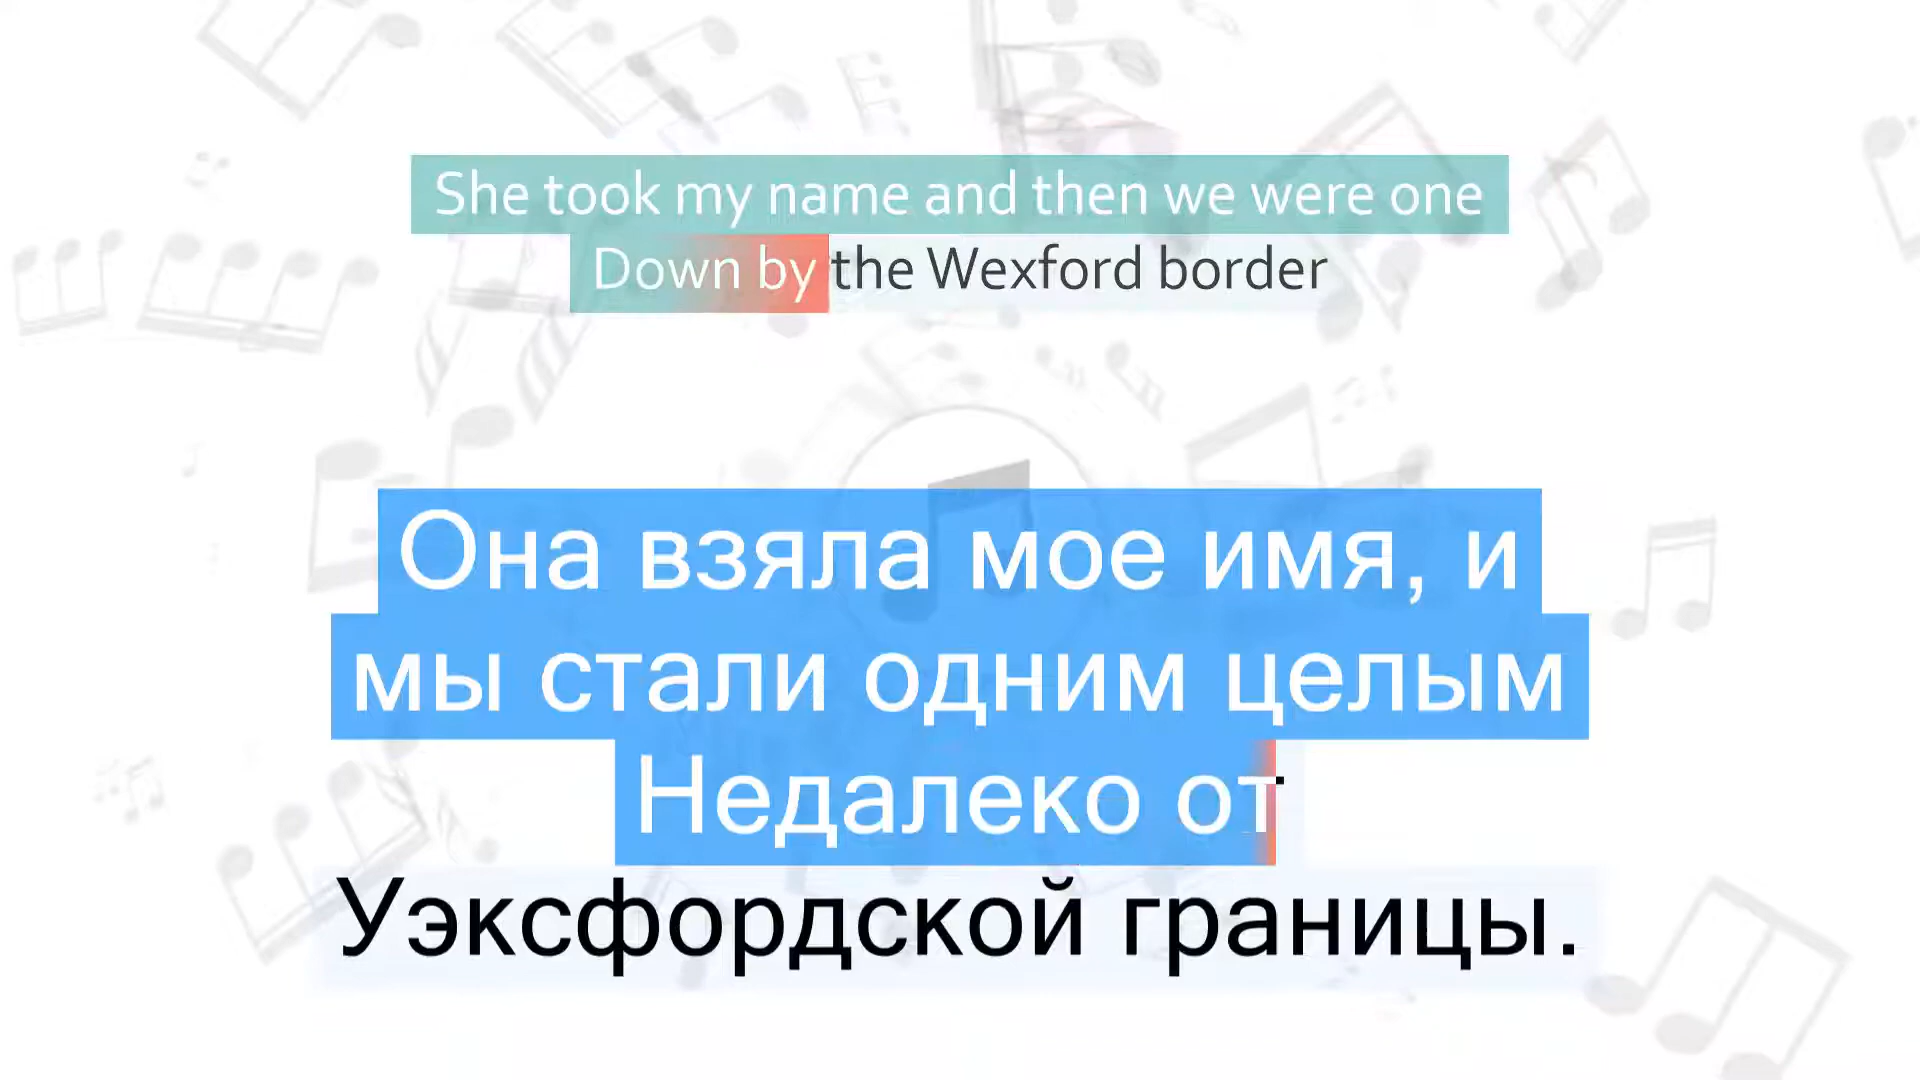 She took my name and then we were one
Down by the Wexford border
Она взяла мое имя, и
мы стали одним целым
Недалеко от
Уэксфордской границы.